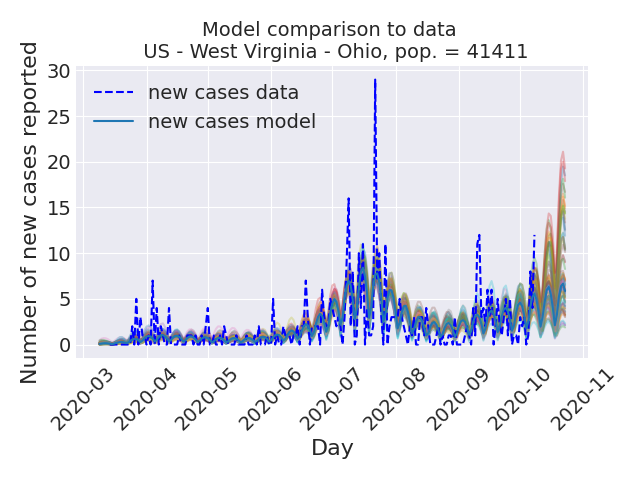 Model comparison to data
US - West Virginia - Ohio, pop. = 41411
Number of new cases reported
30
25
20
15
10
5
0
new cases data
new cases model
2020-03
2020-04
2020-05
2020-06
2020-07
2020-08
2020-09
2020-10
2020-11
Day